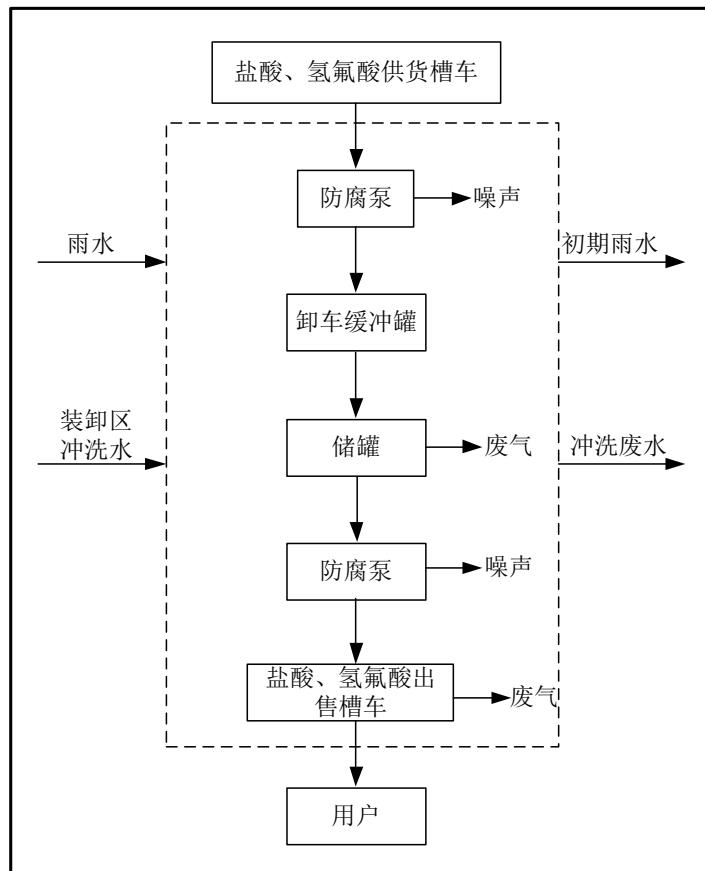 盐酸、氢氟酸供货槽车
防腐泵
噪声
雨水
初期雨水
卸车缓冲罐
装卸区
冲洗水
储罐
废气
冲洗废水
防腐泵
噪声
盐酸、氢氟酸出
售槽车
废气
用户